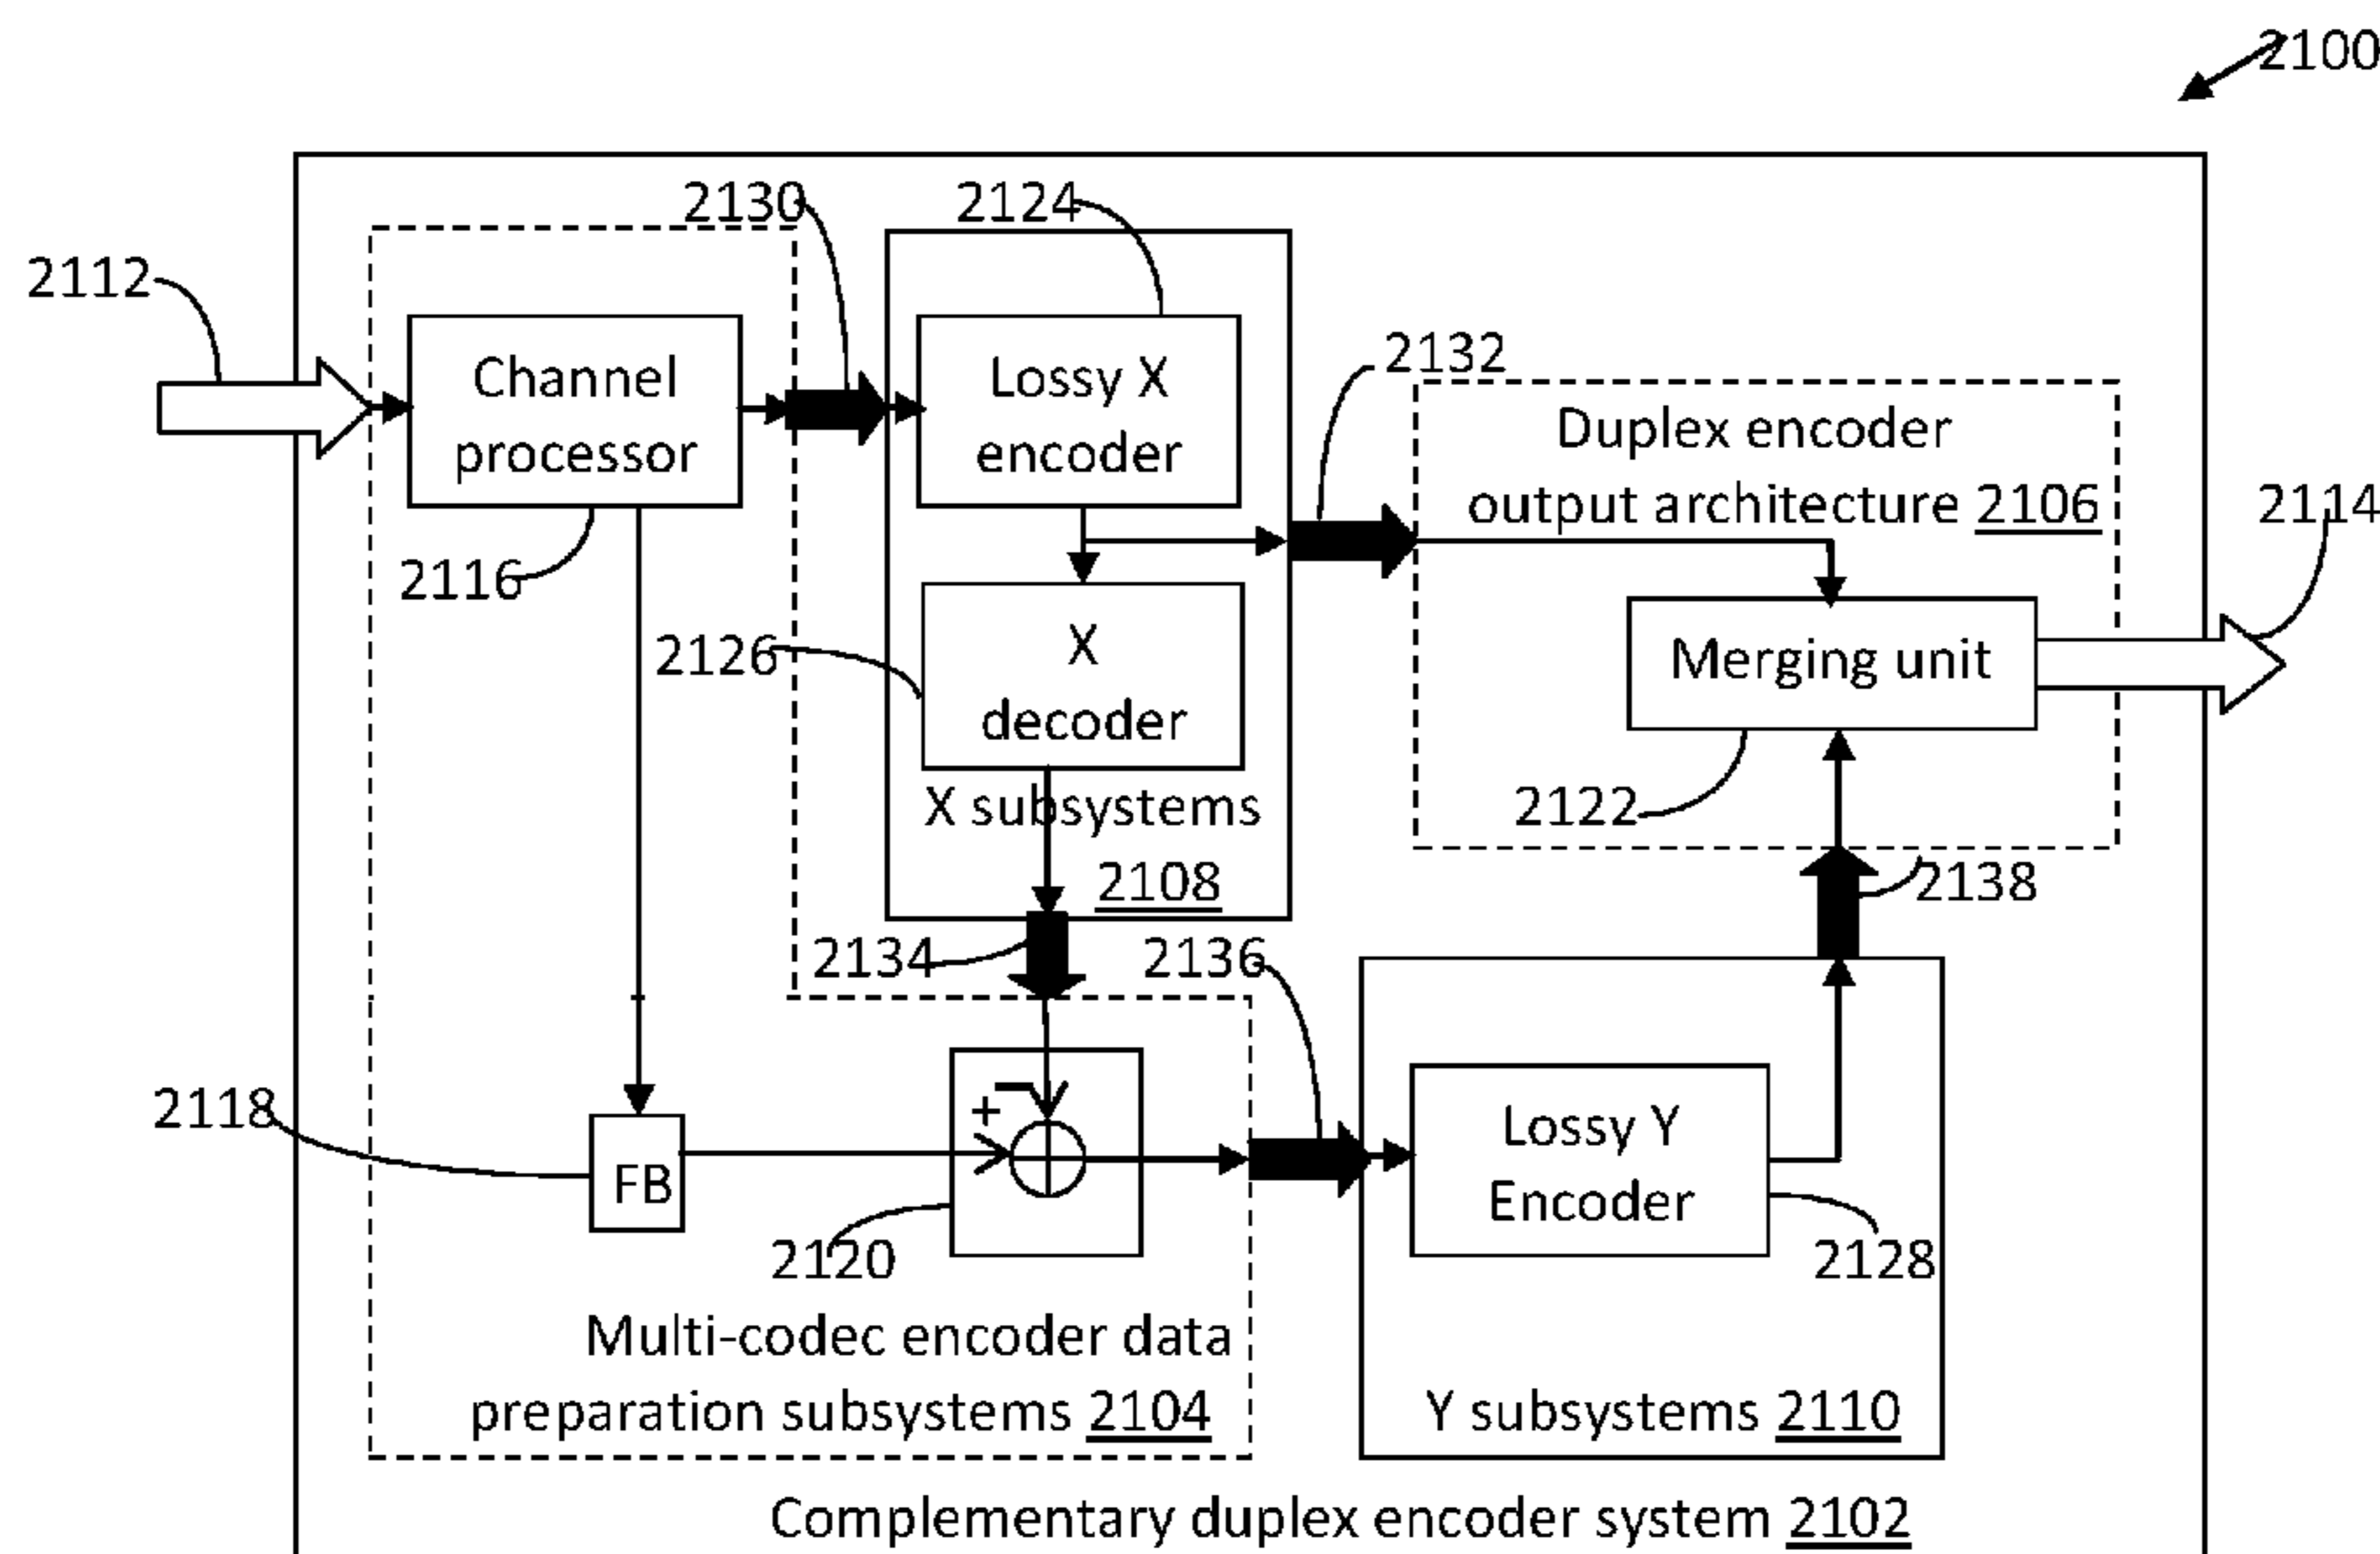 2100
2130
2124
2112
Channel
processor
Lossy X
encoder
2132
Duplex encoder
output architecture 2106
2114
2116
2126
X
decoder
Merging unit
X subsystems
2108
2122
2138
2134
2136
+
2118
FB
Lossy Y
Encoder
2120
2128
Multi-codec encoder data
preparation subsystems 2104
Y subsystems 2110
Complementary duplex encoder system 2102